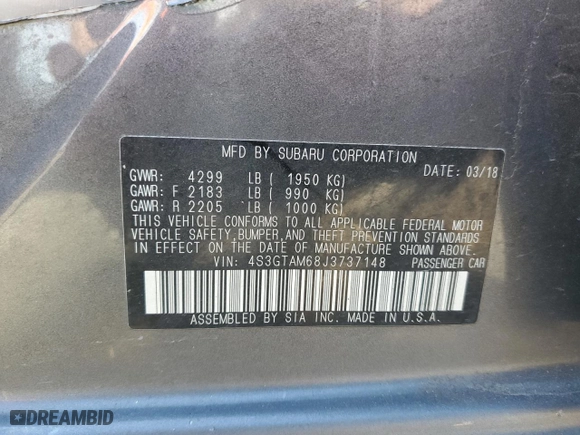 MFD BY SUBARU CORPORATION
GVWR: 4299 LB ( 1950 KG) DATE: 03/18
GAWR: F 2183 LB ( 990 KG)
GAWR: R 2205 LB ( 1000 KG)
THIS VEHICLE CONFORMS TO ALL APPLICABLE FEDERAL MOTOR
VEHICLE SAFETY, BUMPER, AND THEFT PREVENTION STANDARDS
IN EFFECT ON THE DATE OF MANUFACTURE SHOWN ABOVE.
VIN: 4S3GTAM68J3737148 PASSENGER CAR
ASSEMBLED BY SIA INC. MADE IN U.S.A.
DREAMBID